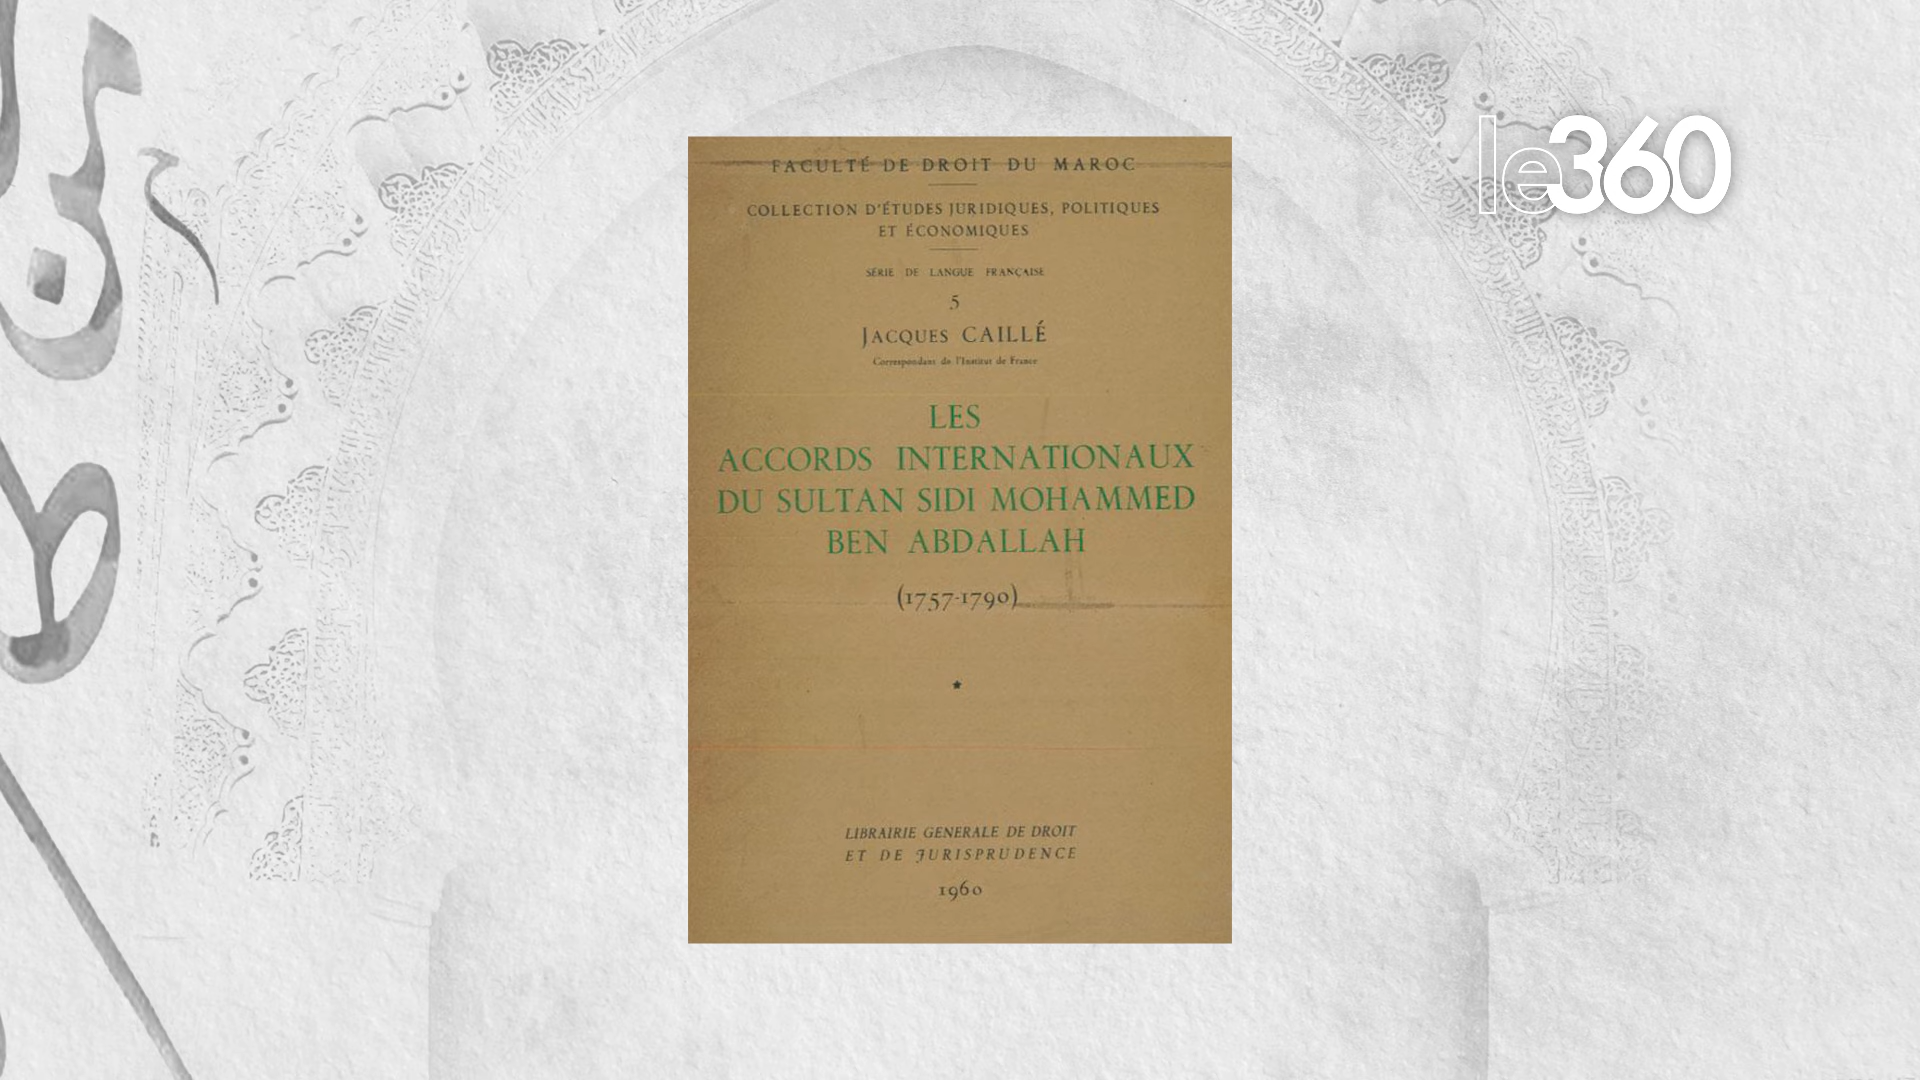 le360
FACULTÉ DE DROIT DU MAROC
COLLECTION D'ÉTUDES JURIDIQUES, POLITIQUES
ET ÉCONOMIQUES
SÉRIE DE LANGUE FRANÇAISE
5
JACQUES CAILLÉ
Correspondant de l'Institut de France
LES
ACCORDS INTERNATIONAUX
DU SULTAN SIDI MOHAMMED
BEN ABDALLAH
(1757-1790)
LIBRAIRIE GENERALE DE DROIT
ET DE JURISPRUDENCE
1960